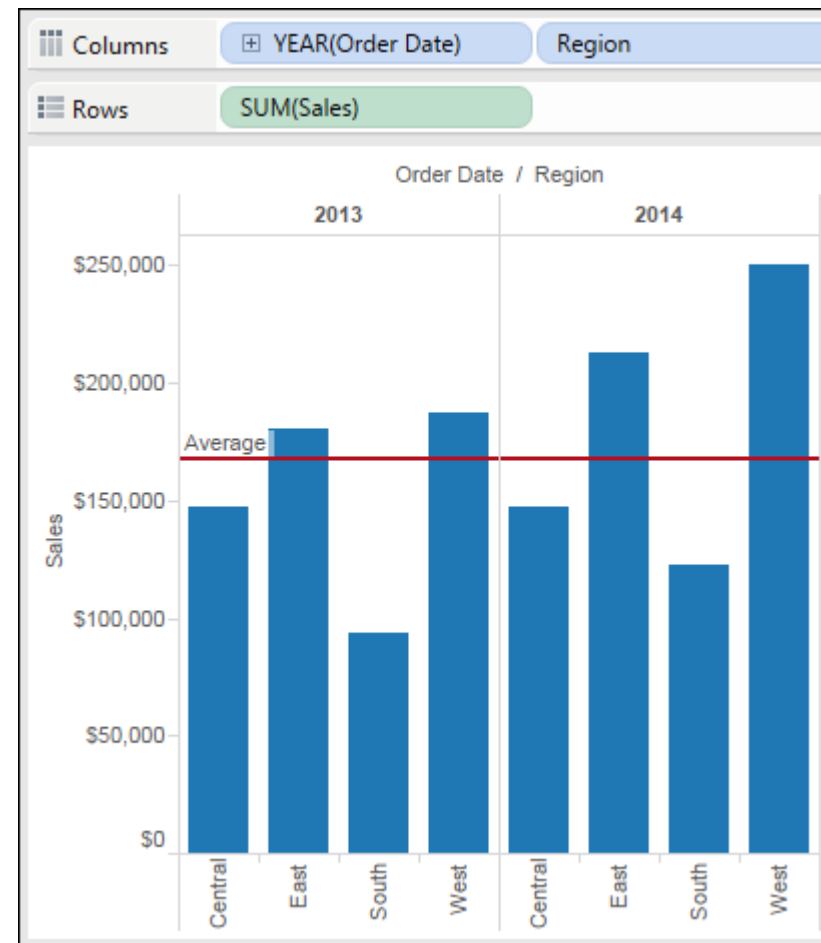 Columns YEAR(Order Date) Region
Rows SUM(Sales)
Order Date / Region
2013 2014
$250,000
$200,000
Average
$150,000
Sales
$100,000
$50,000
$0
Central East South West Central East South West